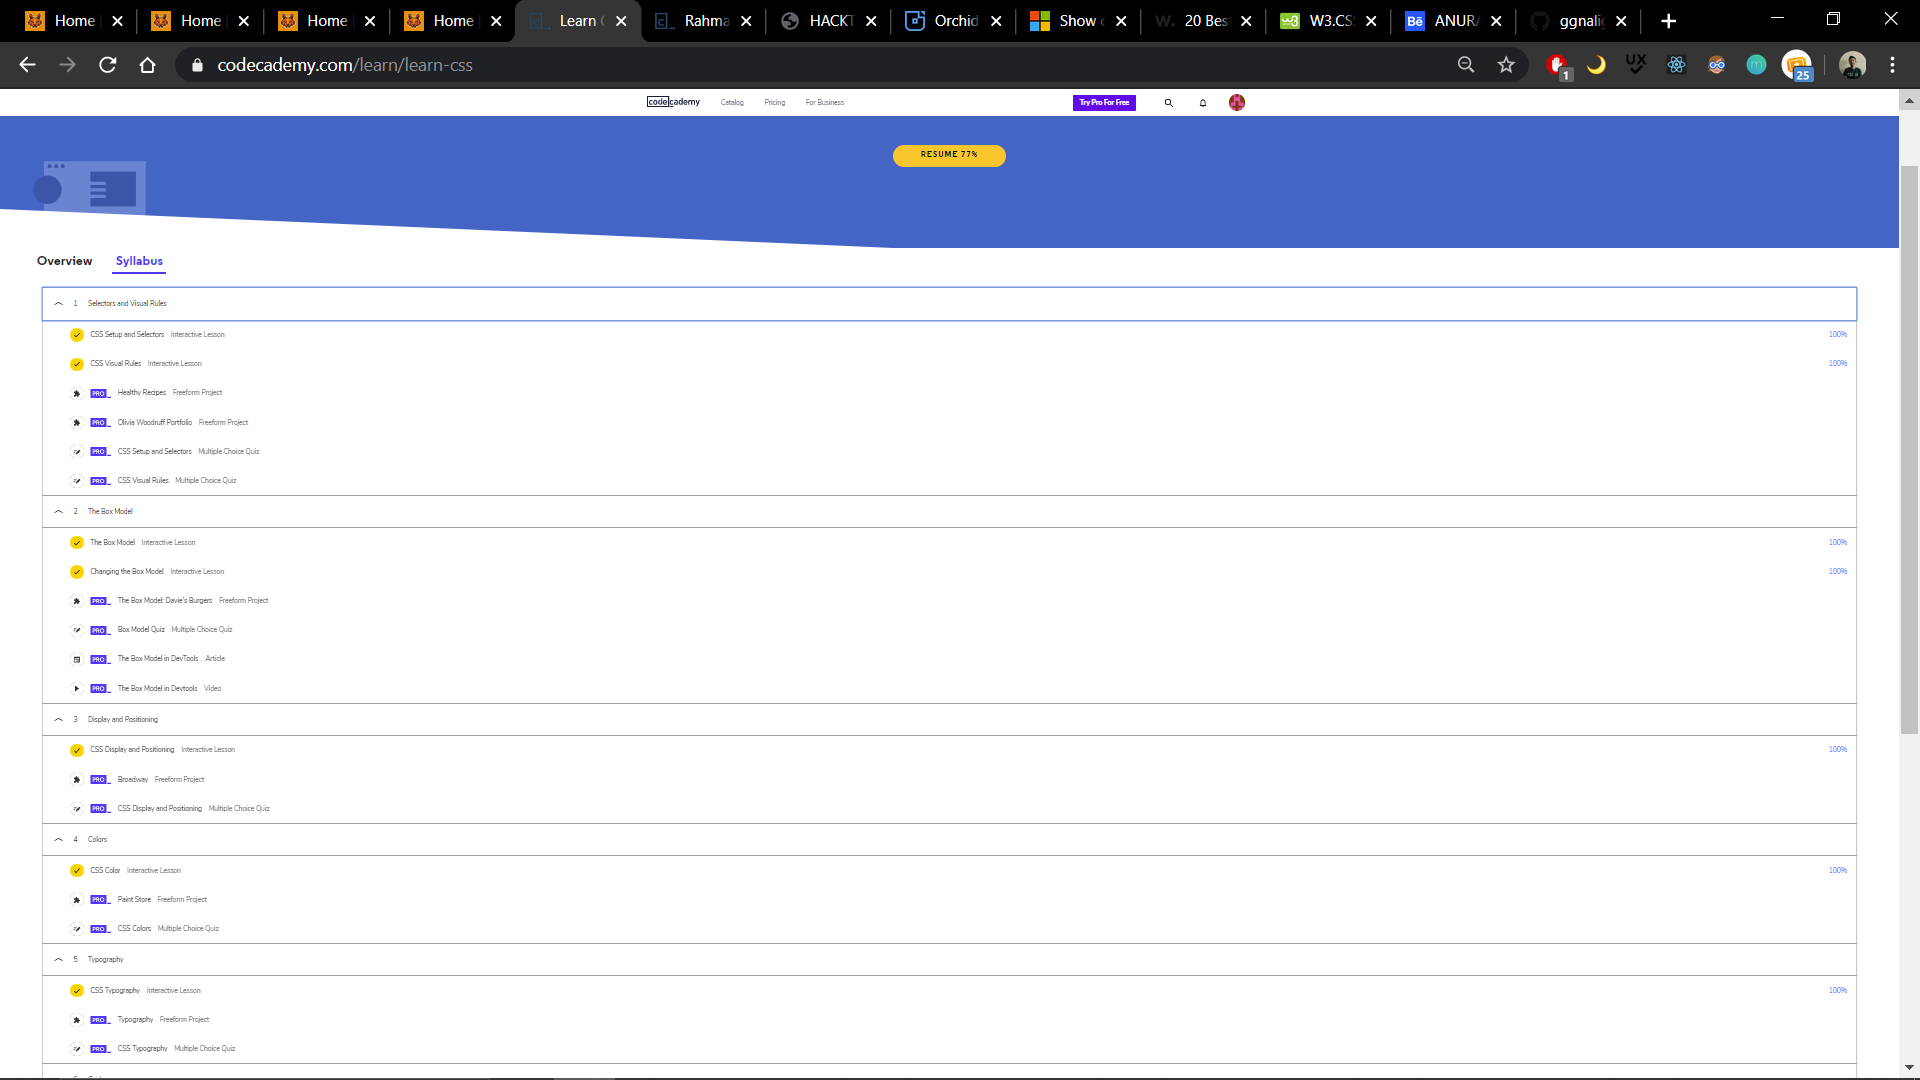 Home Home Home Home Learn Rahma HACKT Orchid Show 20 Bes W3.CS ANURA ggnali
codecademy.com/learn/learn-css
1
UX
m
25
codecademy Catalog Pricing For Business Try Pro For Free
RESUME 77%
Overview Syllabus
1 Selectors and Visual Rules
CSS Setup and Selectors Interactive Lesson 100%
CSS Visual Rules Interactive Lesson 100%
PRO Healthy Recipes Freeform Project
PRO Olivia Woodruff Portfolio Freeform Project
PRO CSS Setup and Selectors Multiple Choice Quiz
PRO CSS Visual Rules Multiple Choice Quiz
2 The Box Model
The Box Model Interactive Lesson 100%
Changing the Box Model Interactive Lesson 100%
PRO The Box Model: Davie's Burgers Freeform Project
PRO Box Model Quiz Multiple Choice Quiz
PRO The Box Model in DevTools Article
PRO The Box Model in Devtools Video
3 Display and Positioning
CSS Display and Positioning Interactive Lesson 100%
PRO Broadway Freeform Project
PRO CSS Display and Positioning Multiple Choice Quiz
4 Colors
CSS Color Interactive Lesson 100%
PRO Paint Store Freeform Project
PRO CSS Colors Multiple Choice Quiz
5 Typography
CSS Typography Interactive Lesson 100%
PRO Typography Freeform Project
PRO CSS Typography Multiple Choice Quiz